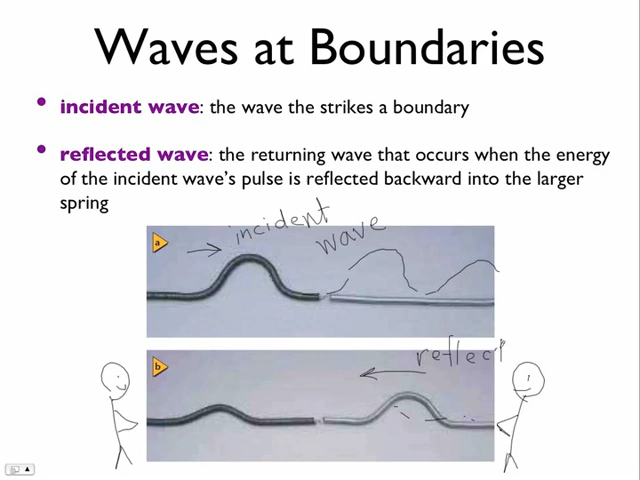 Waves at Boundaries
• incident wave: the wave the strikes a boundary
• reflected wave: the returning wave that occurs when the energy
of the incident wave's pulse is reflected backward into the larger
spring
incident
wave
a
reflect
b